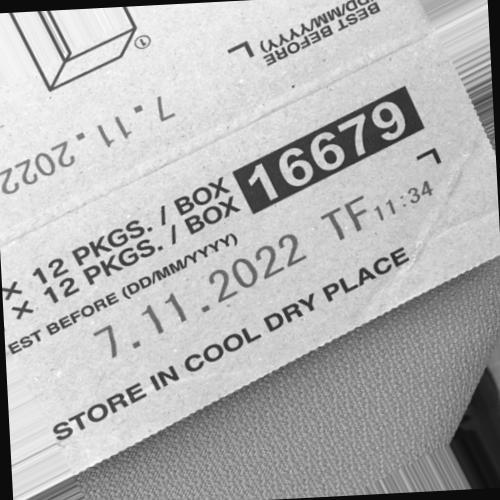 BEST BEFORE
DD/MM/YYYY)
7.11.2022
16679
× 12 PKGS. / BOX
× 12 PKGS. / BOX
EST BEFORE (DD/MM/YYYY)
7.11.2022 TF 11:34
STORE IN COOL DRY PLACE